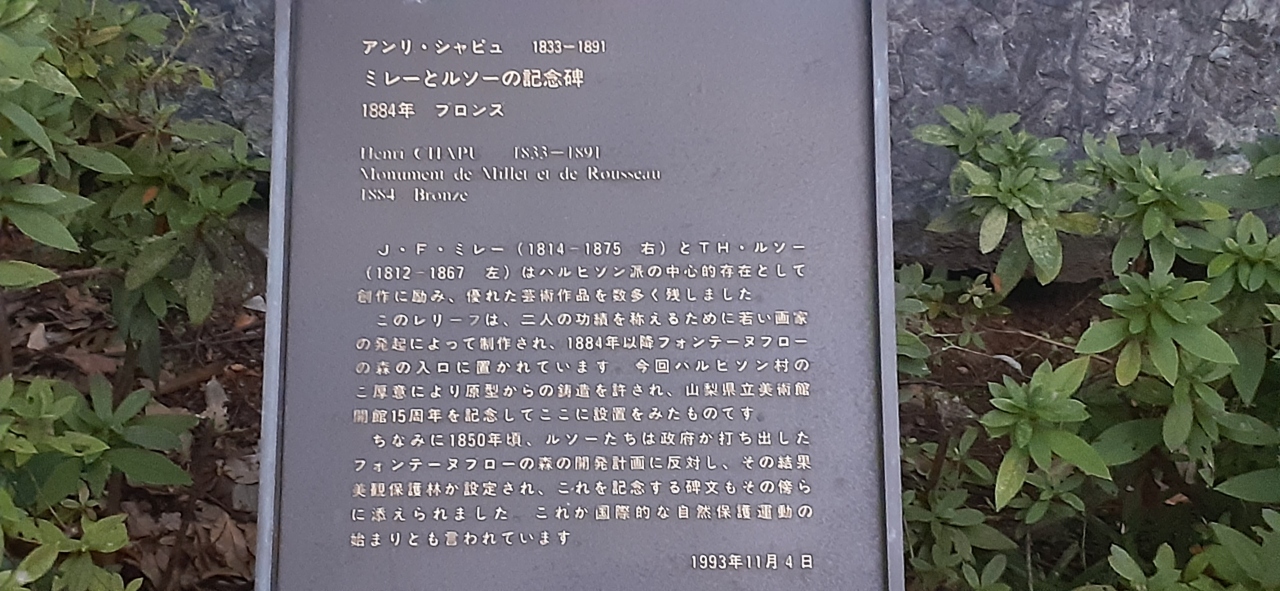 アンリ・シャピュ 1833−1891
ミレーとルソーの記念碑
1884年 ブロンズ
Henri CHAPU 1833−1891
Monument de Millet et de Rousseau
1884 Bronze
J・F・ミレー（1814−1875 右）とTH・ルソー
（1812−1867 左）はバルビゾン派の中心的存在として
創作に励み、優れた芸術作品を数多く残しました。
このレリーフは、二人の功績を称えるために若い画家
の発起によって制作され、1884年以降フォンテーヌブロー
の森の入口に置かれています。今回バルビゾン村の
ご厚意により原型からの鋳造を許され、山梨県立美術館
開館15周年を記念してここに設置をみたものです。
ちなみに1850年頃、ルソーたちは政府が打ち出した
フォンテーヌブローの森の開発計画に反対し、その結果
美観保護林が設定され、これを記念する碑文もその傍ら
に添えられました。これが国際的な自然保護運動の
始まりとも言われています。
1993年11月4日